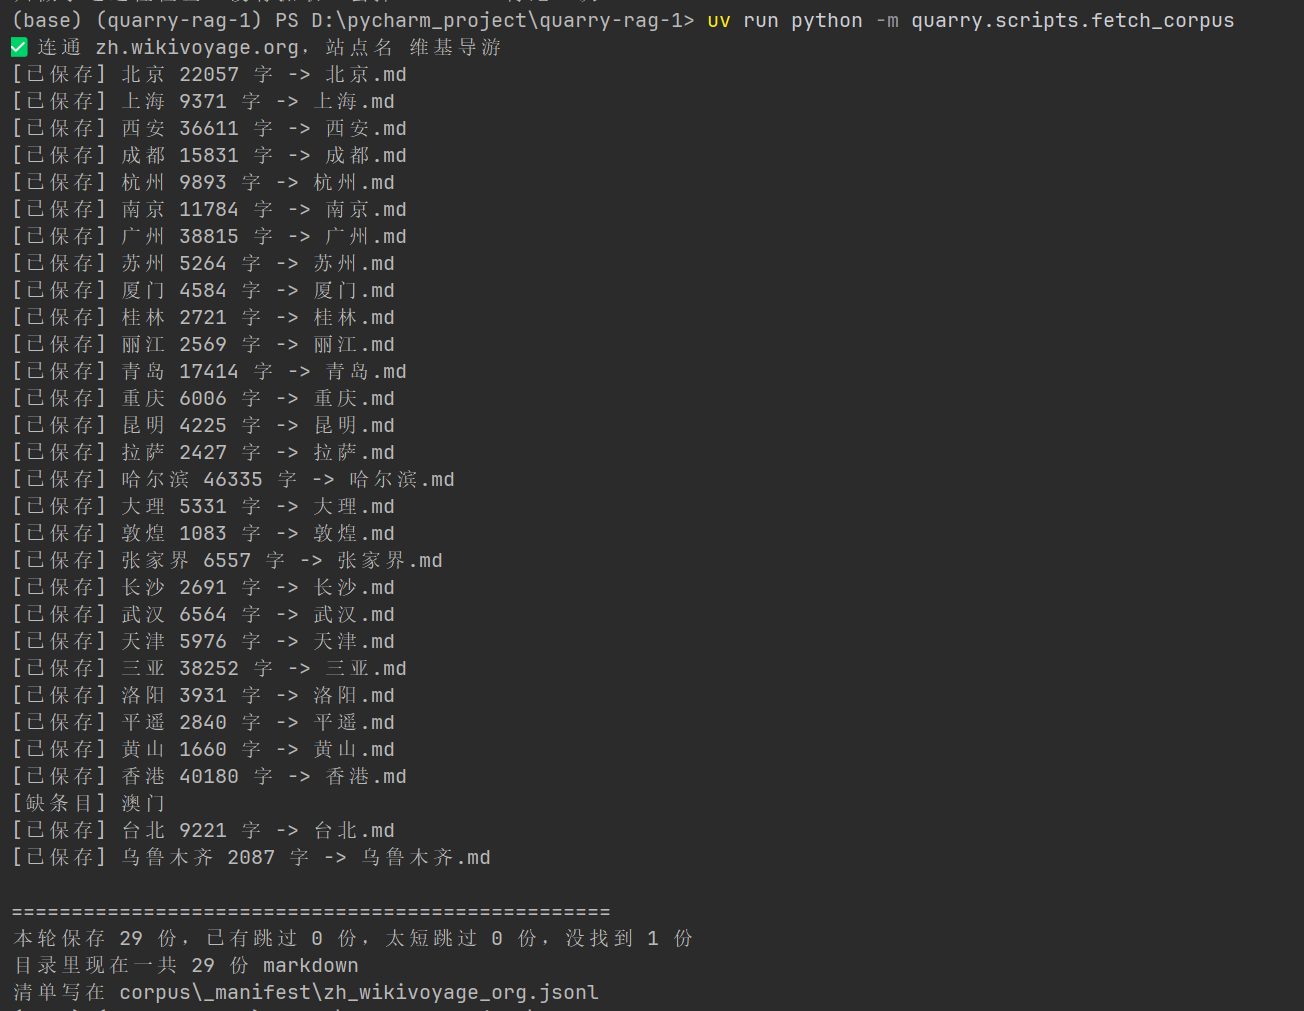 (base) (quarry-rag-1) PS D:\pycharm_project\quarry-rag-1> uv run python -m quarry.scripts.fetch_corpus
✅ 连通 zh.wikivoyage.org，站点名 维基导游
[已保存] 北京 22057 字 -> 北京.md
[已保存] 上海 9371 字 -> 上海.md
[已保存] 西安 36611 字 -> 西安.md
[已保存] 成都 15831 字 -> 成都.md
[已保存] 杭州 9893 字 -> 杭州.md
[已保存] 南京 11784 字 -> 南京.md
[已保存] 广州 38815 字 -> 广州.md
[已保存] 苏州 5264 字 -> 苏州.md
[已保存] 厦门 4584 字 -> 厦门.md
[已保存] 桂林 2721 字 -> 桂林.md
[已保存] 丽江 2569 字 -> 丽江.md
[已保存] 青岛 17414 字 -> 青岛.md
[已保存] 重庆 6006 字 -> 重庆.md
[已保存] 昆明 4225 字 -> 昆明.md
[已保存] 拉萨 2427 字 -> 拉萨.md
[已保存] 哈尔滨 46335 字 -> 哈尔滨.md
[已保存] 大理 5331 字 -> 大理.md
[已保存] 敦煌 1083 字 -> 敦煌.md
[已保存] 张家界 6557 字 -> 张家界.md
[已保存] 长沙 2691 字 -> 长沙.md
[已保存] 武汉 6564 字 -> 武汉.md
[已保存] 天津 5976 字 -> 天津.md
[已保存] 三亚 38252 字 -> 三亚.md
[已保存] 洛阳 3931 字 -> 洛阳.md
[已保存] 平遥 2840 字 -> 平遥.md
[已保存] 黄山 1660 字 -> 黄山.md
[已保存] 香港 40180 字 -> 香港.md
[缺条目] 澳门
[已保存] 台北 9221 字 -> 台北.md
[已保存] 乌鲁木齐 2087 字 -> 乌鲁木齐.md
==================================================
本轮保存 29 份，已有跳过 0 份，太短跳过 0 份，没找到 1 份
目录里现在一共 29 份 markdown
清单写在 corpus\_manifest\zh_wikivoyage_org.jsonl